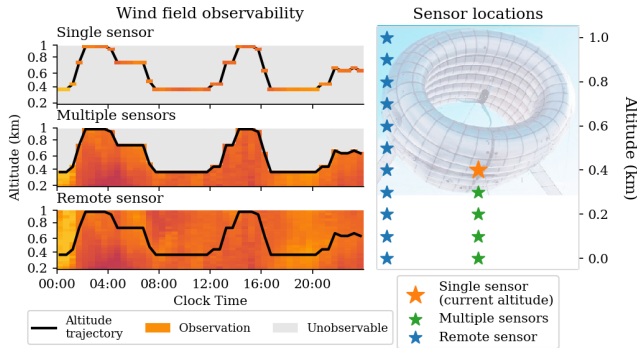 Wind field observability
Single sensor
1
0.8
0.6
0.4
0.2
Multiple sensors
1
0.8
0.6
0.4
0.2
Remote sensor
1
0.8
0.6
0.4
0.2
Altitude (km)
00:00 04:00 08:00 12:00 16:00 20:00
Clock Time
Altitude
trajectory
Observation
Unobservable
Sensor locations
1.0
0.8
0.6
0.4
0.2
0.0
Altitude (km)
Single sensor
(current altitude)
Multiple sensors
Remote sensor